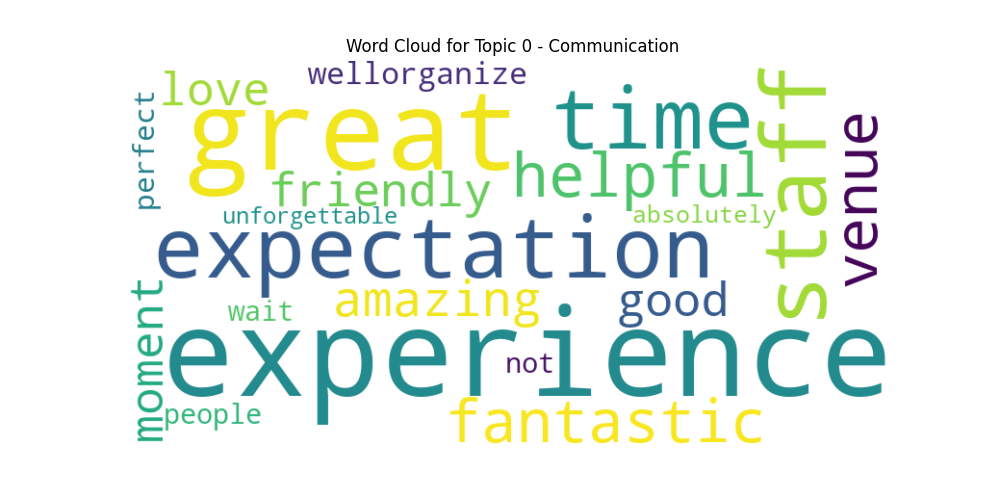 Word Cloud for Topic 0 - Communication
wellorganize
love
perfect
great
time
staff
venue
helpful
friendly
unforgettable
absolutely
expectation
moment
amazing
good
wait
experience
not
people
fantastic